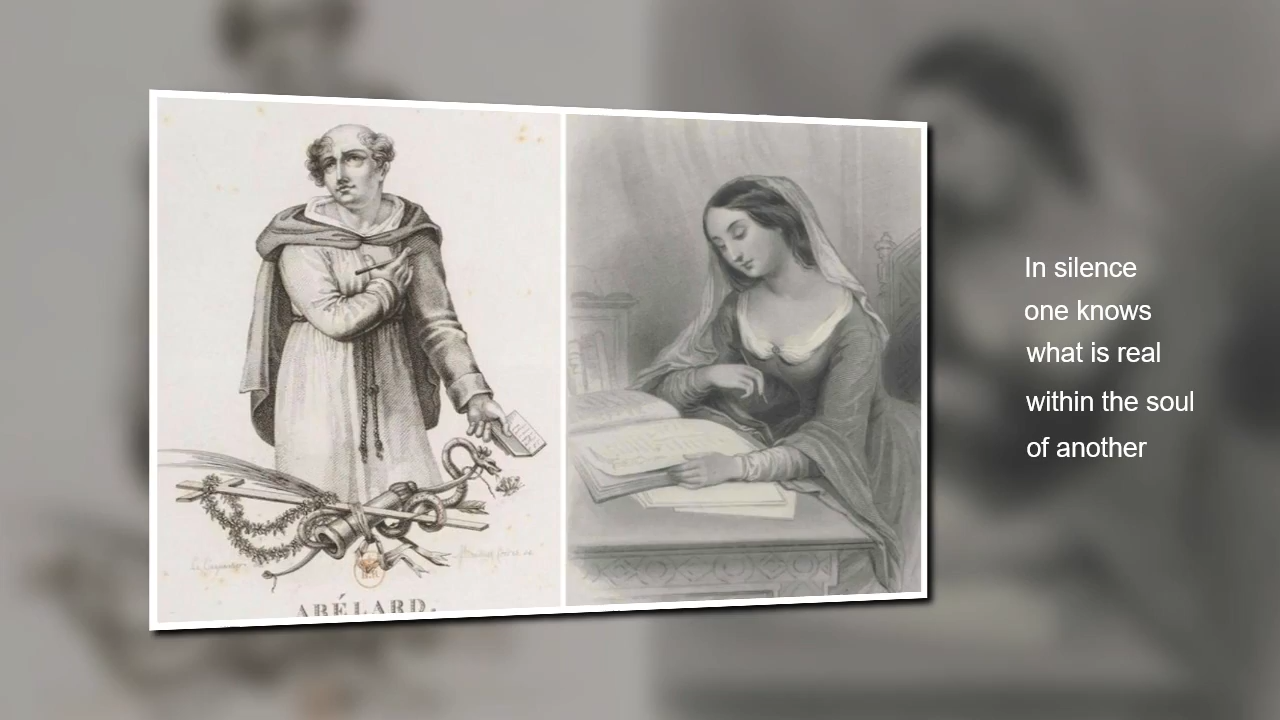 ABÉLARD.
In silence
one knows
what is real
within the soul
of another